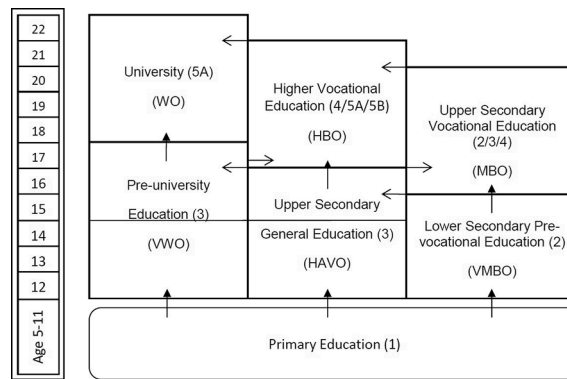 22
21
20
19
18
17
16
15
14
13
12
Age 5-11
University (5A)
(WO)
Higher Vocational
Education (4/5A/5B)
(HBO)
Upper Secondary
Vocational Education
(2/3/4)
(MBO)
Pre-university
Education (3)
(VWO)
Upper Secondary
General Education (3)
(HAVO)
Lower Secondary Pre-
vocational Education (2)
(VMBO)
Primary Education (1)